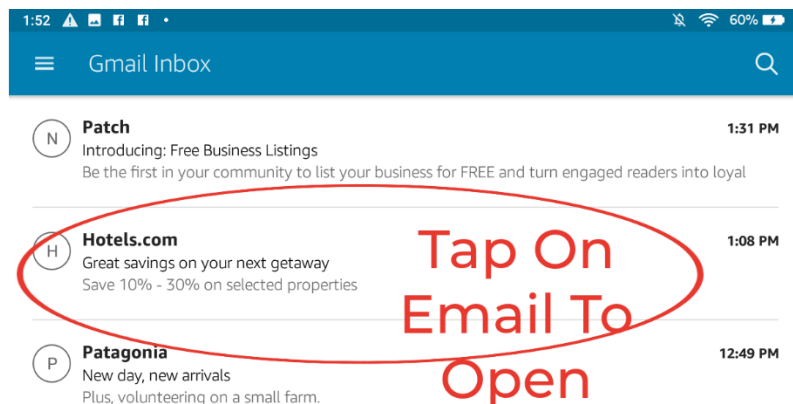 1:52 60%
Gmail Inbox
N Patch 1:31 PM
Introducing: Free Business Listings
Be the first in your community to list your business for FREE and turn engaged readers into loyal
H Hotels.com 1:08 PM
Great savings on your next getaway
Save 10% - 30% on selected properties
Tap On
Email To
Open
P Patagonia 12:49 PM
New day, new arrivals
Plus, volunteering on a small farm.